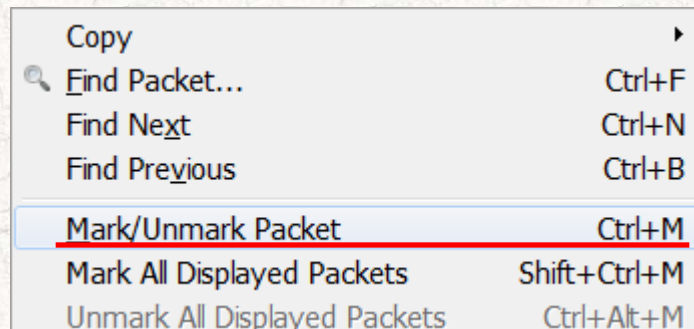 Copy
Find Packet... Ctrl+F
Find Next Ctrl+N
Find Previous Ctrl+B
Mark/Unmark Packet Ctrl+M
Mark All Displayed Packets Shift+Ctrl+M
Unmark All Displayed Packets Ctrl+Alt+M